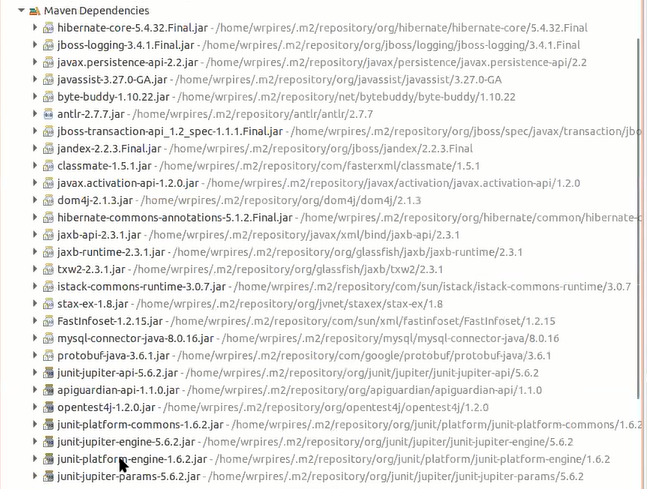 Maven Dependencies
hibernate-core-5.4.32.Final.jar - /home/wrpires/.m2/repository/org/hibernate/hibernate-core/5.4.32.Final
jboss-logging-3.4.1.Final.jar - /home/wrpires/.m2/repository/org/jboss/logging/jboss-logging/3.4.1.Final
javax.persistence-api-2.2.jar - /home/wrpires/.m2/repository/javax/persistence/javax.persistence-api/2.2
javassist-3.27.0-GA.jar - /home/wrpires/.m2/repository/org/javassist/javassist/3.27.0-GA
byte-buddy-1.10.22.jar - /home/wrpires/.m2/repository/net/bytebuddy/byte-buddy/1.10.22
antlr-2.7.7.jar - /home/wrpires/.m2/repository/antlr/antlr/2.7.7
jboss-transaction-api_1.2_spec-1.1.1.Final.jar - /home/wrpires/.m2/repository/org/jboss/spec/javax/transaction/jbo
jandex-2.2.3.Final.jar - /home/wrpires/.m2/repository/org/jboss/jandex/2.2.3.Final
classmate-1.5.1.jar - /home/wrpires/.m2/repository/com/fasterxml/classmate/1.5.1
javax.activation-api-1.2.0.jar - /home/wrpires/.m2/repository/javax/activation/javax.activation-api/1.2.0
dom4j-2.1.3.jar - /home/wrpires/.m2/repository/org/dom4j/dom4j/2.1.3
hibernate-commons-annotations-5.1.2.Final.jar - /home/wrpires/.m2/repository/org/hibernate/common/hibernate-c
jaxb-api-2.3.1.jar - /home/wrpires/.m2/repository/javax/xml/bind/jaxb-api/2.3.1
jaxb-runtime-2.3.1.jar - /home/wrpires/.m2/repository/org/glassfish/jaxb/jaxb-runtime/2.3.1
txw2-2.3.1.jar - /home/wrpires/.m2/repository/org/glassfish/jaxb/txw2/2.3.1
istack-commons-runtime-3.0.7.jar - /home/wrpires/.m2/repository/com/sun/istack/istack-commons-runtime/3.0.7
stax-ex-1.8.jar - /home/wrpires/.m2/repository/org/jvnet/staxex/stax-ex/1.8
FastInfoset-1.2.15.jar - /home/wrpires/.m2/repository/com/sun/xml/fastinfoset/FastInfoset/1.2.15
mysql-connector-java-8.0.16.jar - /home/wrpires/.m2/repository/mysql/mysql-connector-java/8.0.16
protobuf-java-3.6.1.jar - /home/wrpires/.m2/repository/com/google/protobuf/protobuf-java/3.6.1
junit-jupiter-api-5.6.2.jar - /home/wrpires/.m2/repository/org/junit/jupiter/junit-jupiter-api/5.6.2
apiguardian-api-1.1.0.jar - /home/wrpires/.m2/repository/org/apiguardian/apiguardian-api/1.1.0
opentest4j-1.2.0.jar - /home/wrpires/.m2/repository/org/opentest4j/opentest4j/1.2.0
junit-platform-commons-1.6.2.jar - /home/wrpires/.m2/repository/org/junit/platform/junit-platform-commons/1.6.2
junit-jupiter-engine-5.6.2.jar - /home/wrpires/.m2/repository/org/junit/jupiter/junit-jupiter-engine/5.6.2
junit-platform-engine-1.6.2.jar - /home/wrpires/.m2/repository/org/junit/platform/junit-platform-engine/1.6.2
junit-jupiter-params-5.6.2.jar - /home/wrpires/.m2/repository/org/junit/jupiter/junit-jupiter-params/5.6.2